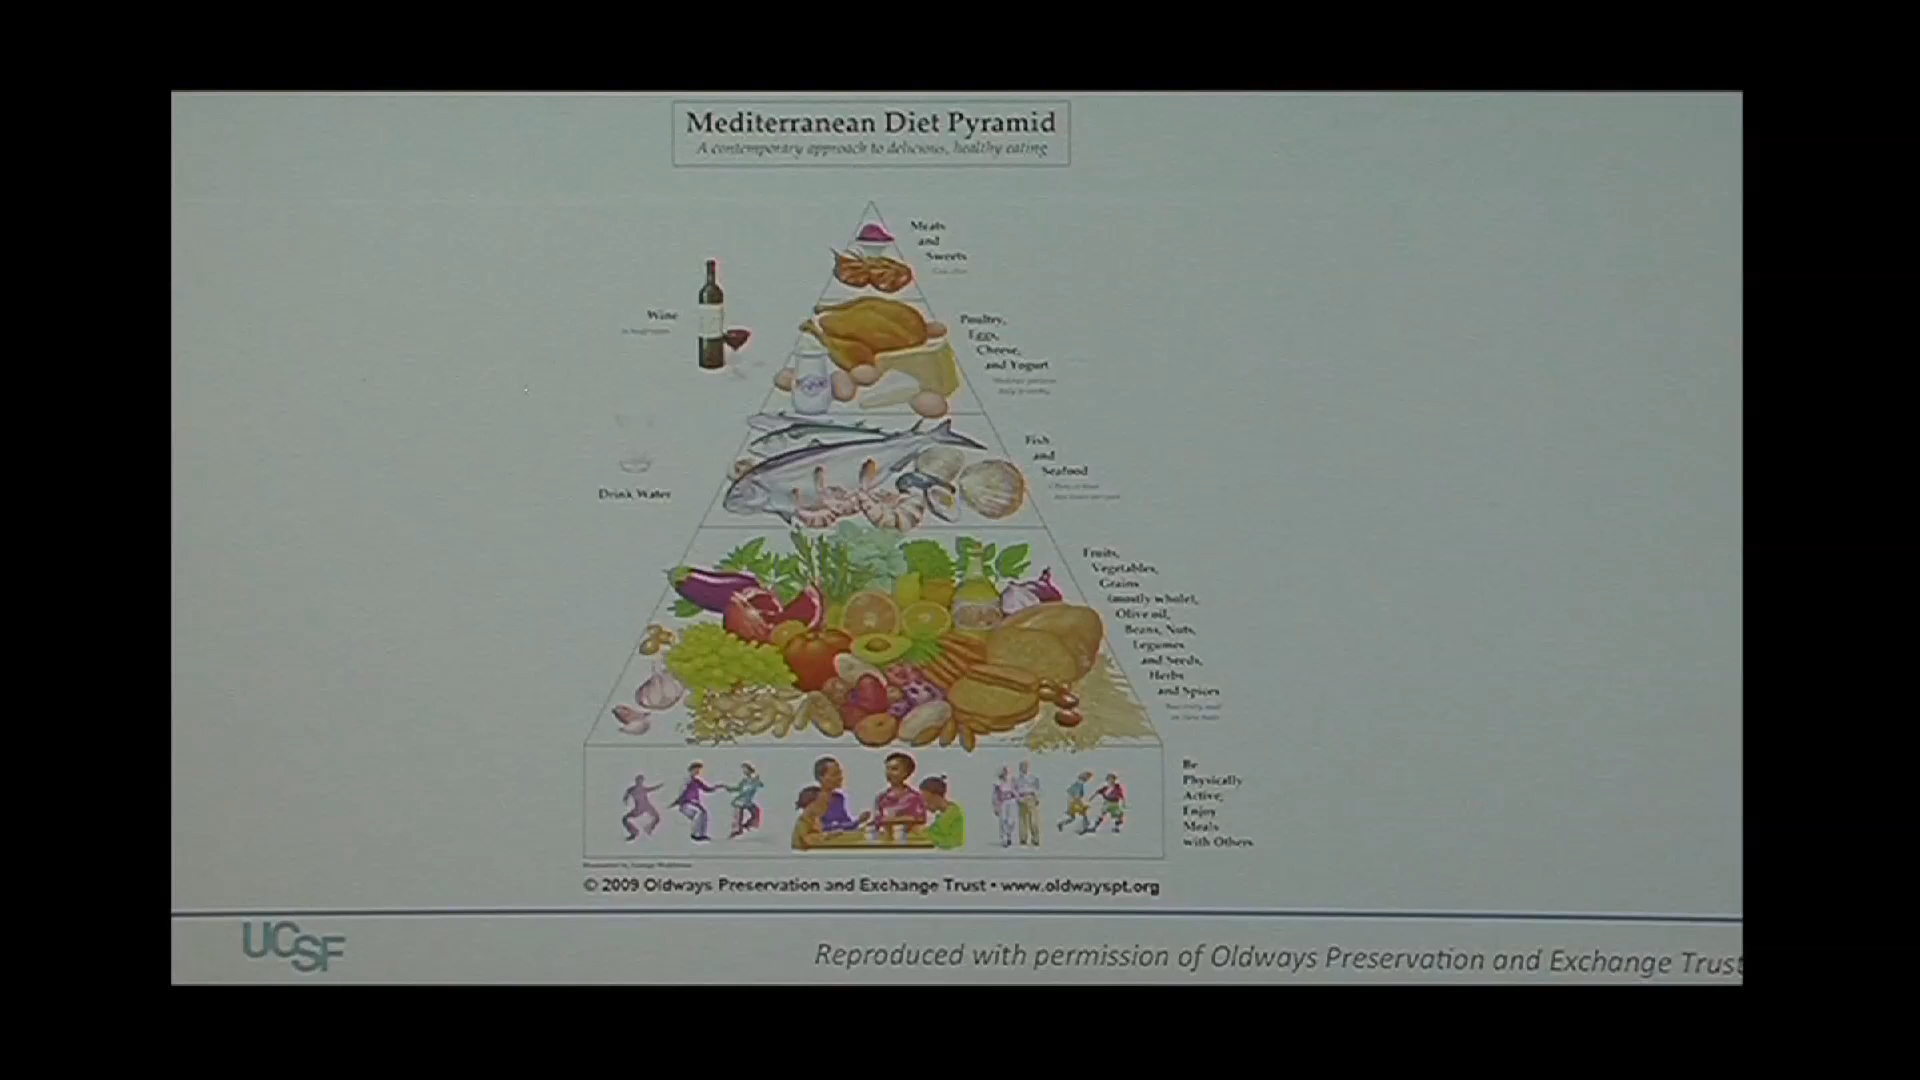 Mediterranean Diet Pyramid
A contemporary approach to delicious, healthy eating
Meats
and
Sweets
Wine
Poultry,
Eggs,
Cheese,
and Yogurt
Fish
and
Seafood
Drink Water
Fruits,
Vegetables,
Grains
(mostly whole),
Olive oil,
Beans, Nuts,
Legumes
and Seeds,
Herbs
and Spices
Be
Physically
Active;
Enjoy
Meals
with Others
© 2009 Oldways Preservation and Exchange Trust • www.oldwayspt.org
UCSF
Reproduced with permission of Oldways Preservation and Exchange Trust